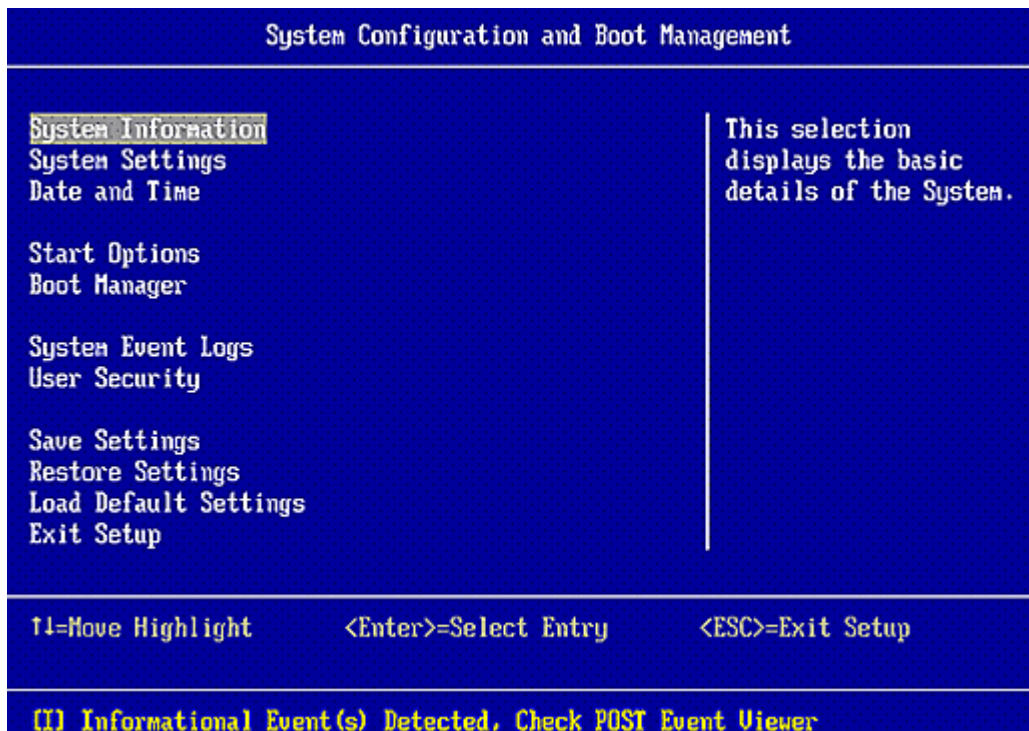 System Configuration and Boot Management
System Information
System Settings
Date and Time
Start Options
Boot Manager
System Event Logs
User Security
Save Settings
Restore Settings
Load Default Settings
Exit Setup
This selection
displays the basic
details of the System.
↑↓=Move Highlight <Enter>=Select Entry <ESC>=Exit Setup
[I] Informational Event(s) Detected, Check POST Event Viewer